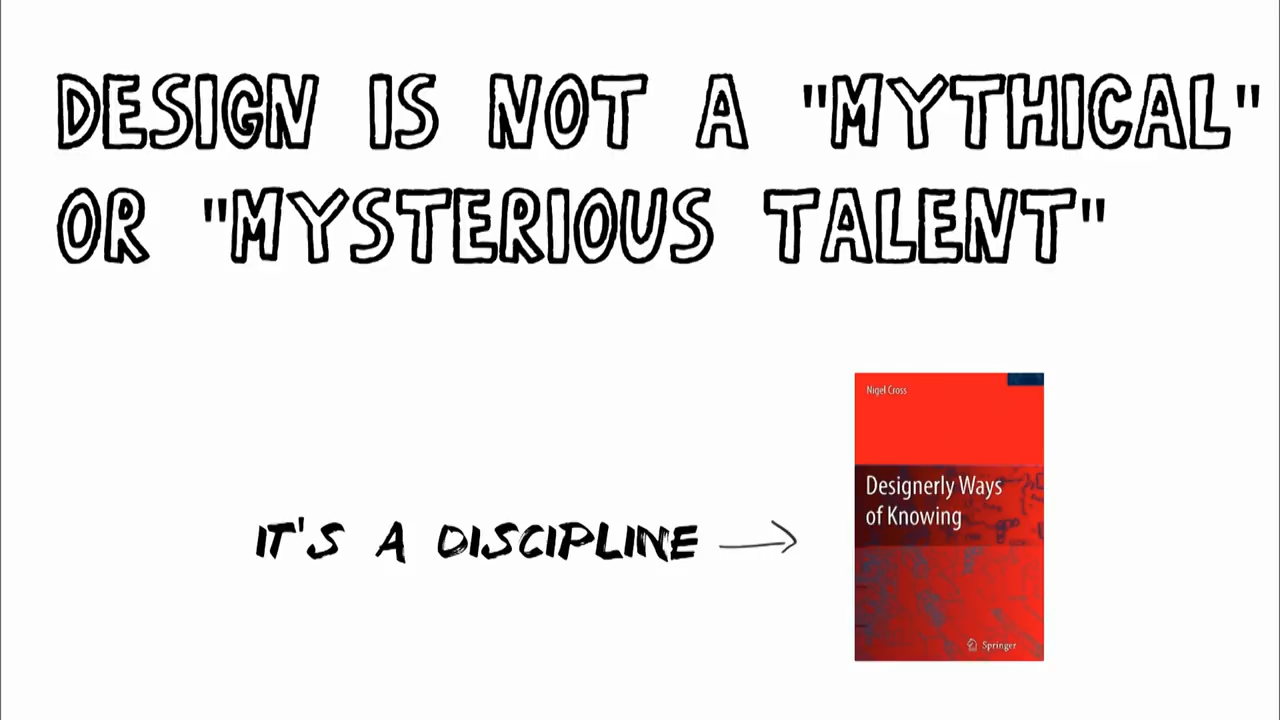 DESIGN IS NOT A "MYTHICAL"
OR "MYSTERIOUS TALENT"
Nigel Cross
Designerly Ways
of Knowing
IT'S A DISCIPLINE
Springer